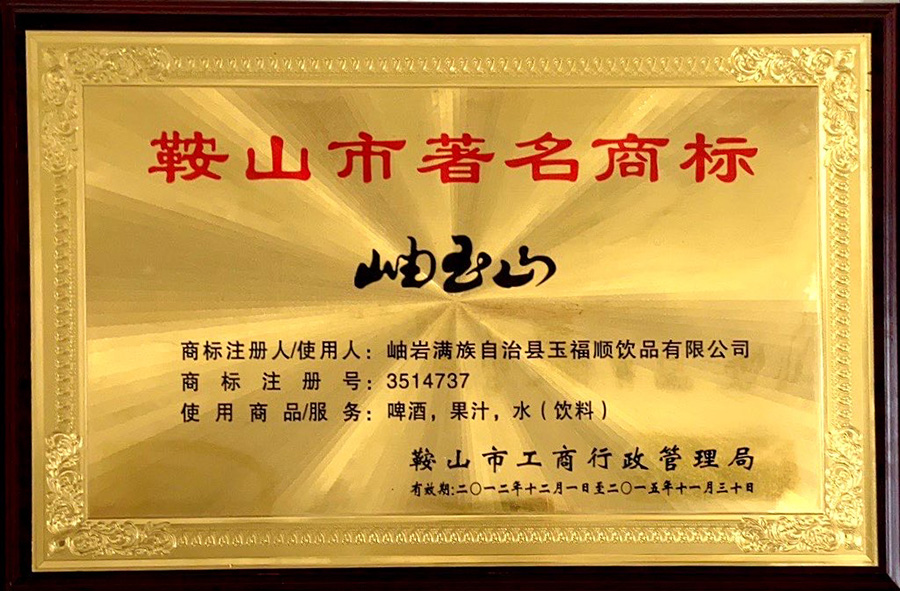 鞍山市著名商标
岫玉山
商标注册人/使用人：岫岩满族自治县玉福顺饮品有限公司
商标注册号：3514737
使用商品/服务：啤酒，果汁，水（饮料）
鞍山市工商行政管理局
有效期:二〇一二年十二月一日至二〇一五年十一月三十日